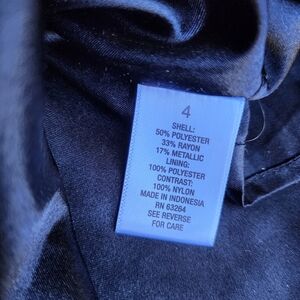 4
SHELL:
50% POLYESTER
33% RAYON
17% METALLIC
LINING:
100% POLYESTER
CONTRAST:
100% NYLON
MADE IN INDONESIA
RN 63264
SEE REVERSE
FOR CARE